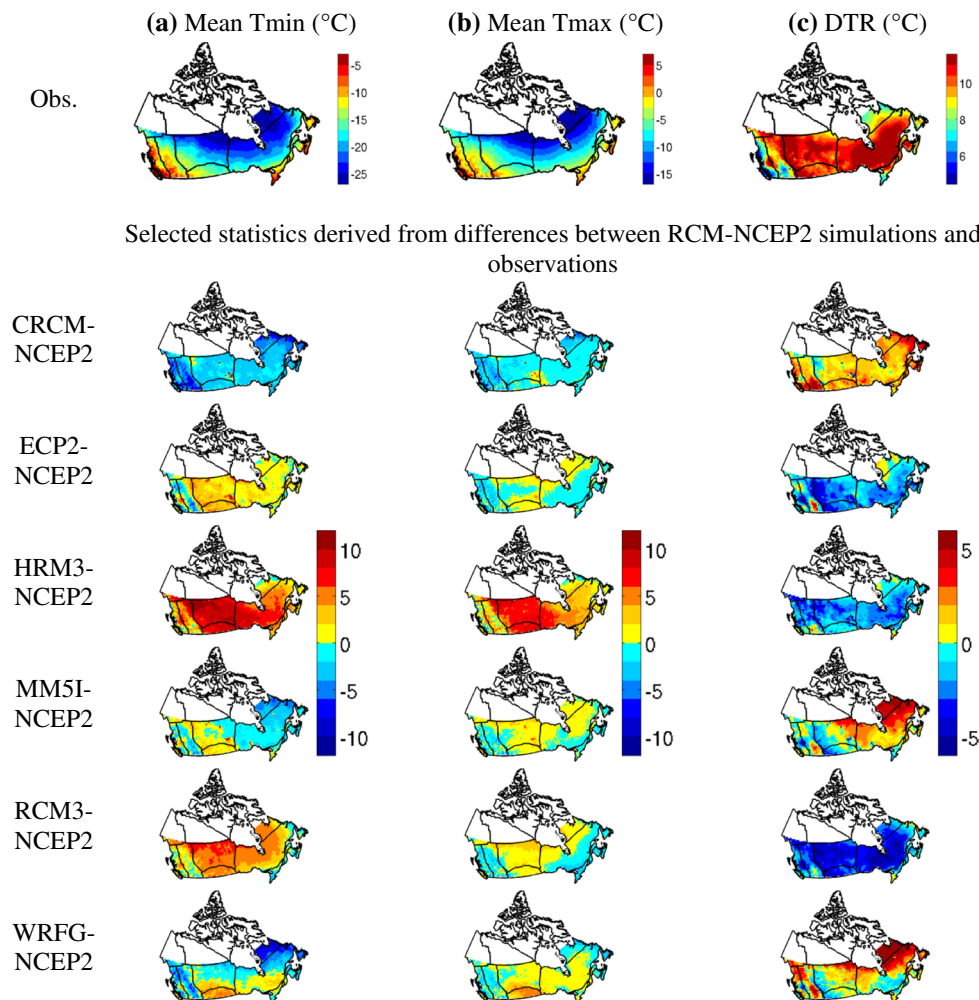 (a) Mean Tmin (°C) (b) Mean Tmax (°C) (c) DTR (°C)
Obs.
-5
-10
-15
-20
-25
5
0
-5
-10
-15
10
8
6
Selected statistics derived from differences between RCM-NCEP2 simulations and
observations
CRCM-
NCEP2
ECP2-
NCEP2
HRM3-
NCEP2
10
5
0
-5
-10
10
5
0
-5
-10
5
0
-5
MM5I-
NCEP2
RCM3-
NCEP2
WRFG-
NCEP2